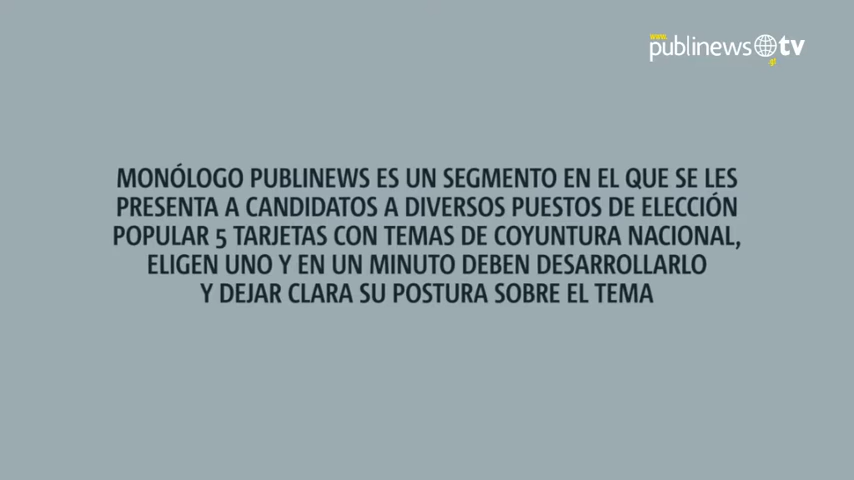 www.
publinews tv
.gt
MONÓLOGO PUBLINEWS ES UN SEGMENTO EN EL QUE SE LES
PRESENTA A CANDIDATOS A DIVERSOS PUESTOS DE ELECCIÓN
POPULAR 5 TARJETAS CON TEMAS DE COYUNTURA NACIONAL,
ELIGEN UNO Y EN UN MINUTO DEBEN DESARROLLARLO
Y DEJAR CLARA SU POSTURA SOBRE EL TEMA